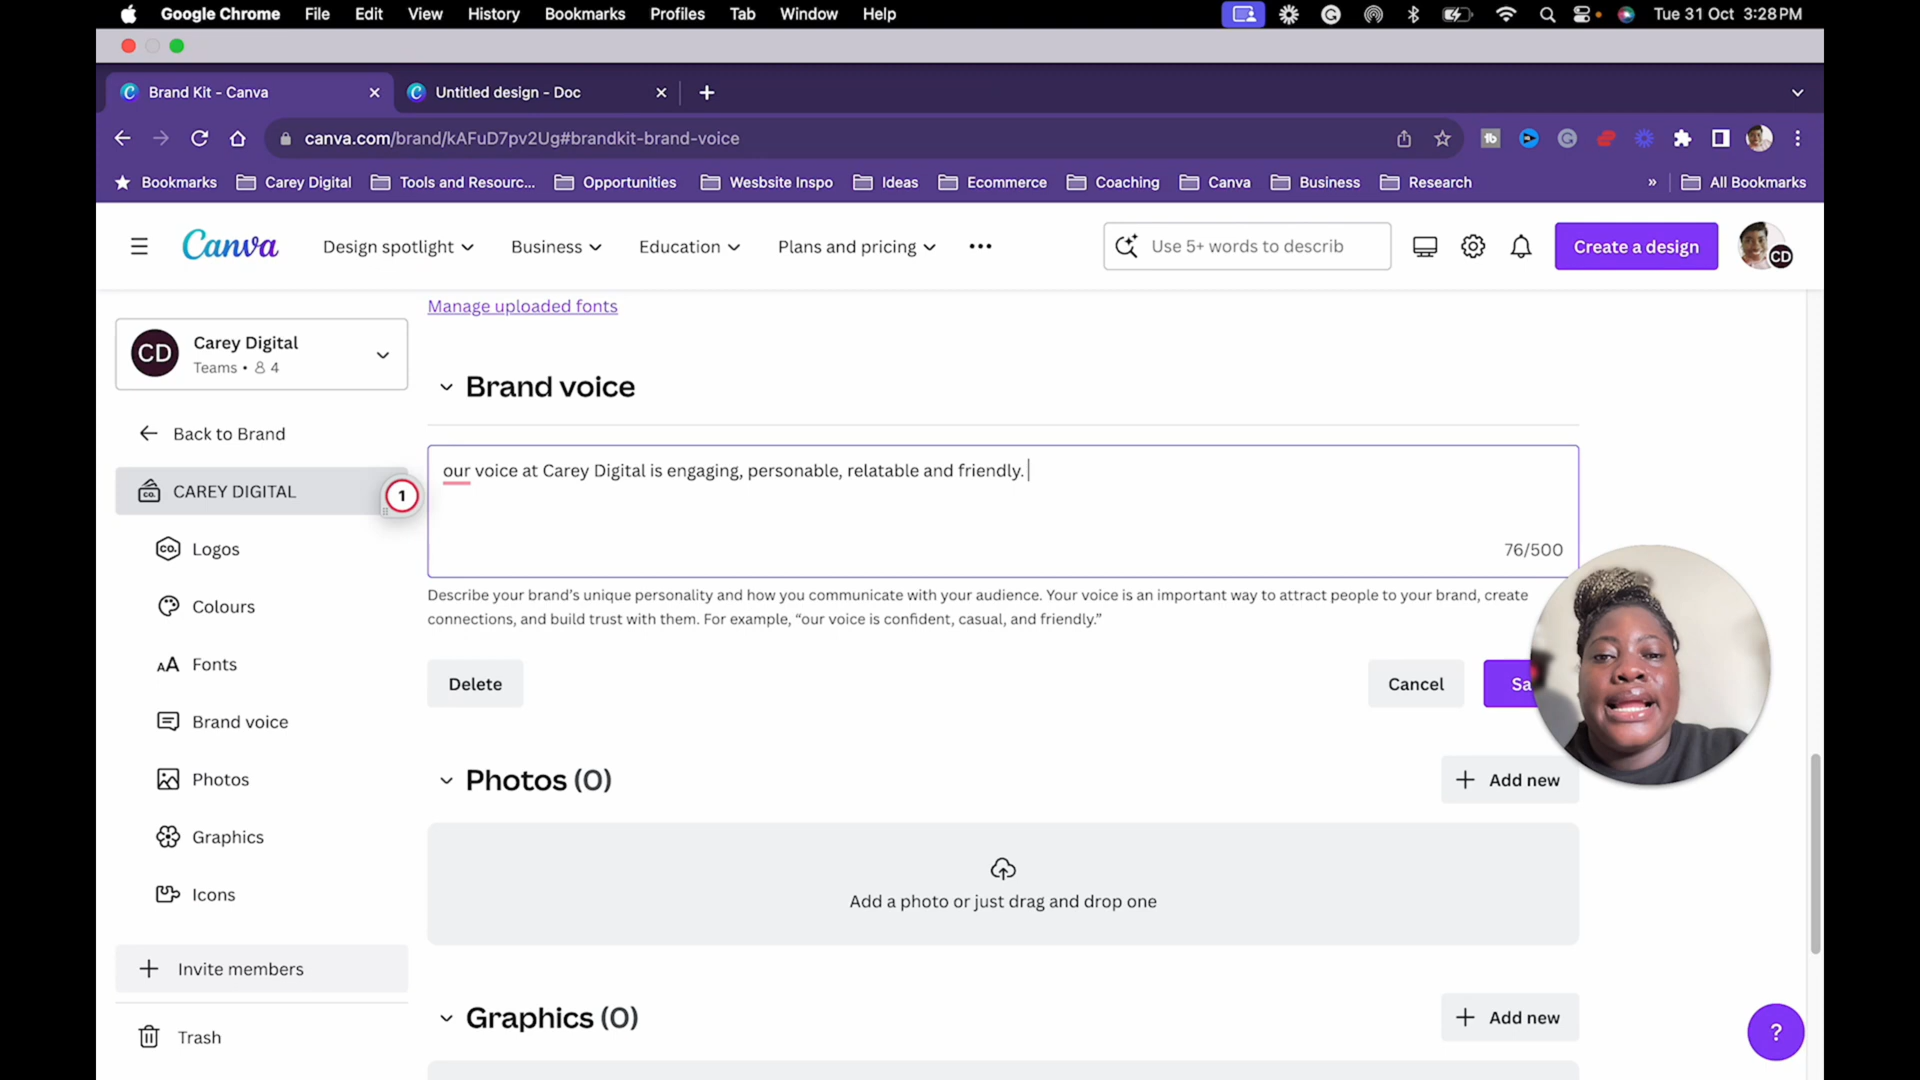 Google Chrome File Edit View History Bookmarks Profiles Tab Window Help Tue 31 Oct 3:28 PM
Brand Kit - Canva Untitled design - Doc
canva.com/brand/kAFuD7pv2Ug#brandkit-brand-voice
Bookmarks Carey Digital Tools and Resourc... Opportunities Wesbsite Inspo Ideas Ecommerce Coaching Canva Business Research » All Bookmarks
Canva Design spotlight Business Education Plans and pricing ••• Use 5+ words to describ Create a design CD
Manage uploaded fonts
CD Carey Digital
Teams • 4
Brand voice
Back to Brand
our voice at Carey Digital is engaging, personable, relatable and friendly.
CO. CAREY DIGITAL 1
76/500
CO. Logos
Describe your brand's unique personality and how you communicate with your audience. Your voice is an important way to attract people to your brand, create
connections, and build trust with them. For example, “our voice is confident, casual, and friendly.”
Colours
AA Fonts
Delete Cancel Sa
Brand voice
Photos
Photos (0) Add new
Graphics
Add a photo or just drag and drop one
Icons
Invite members
Graphics (0) Add new
Trash
?